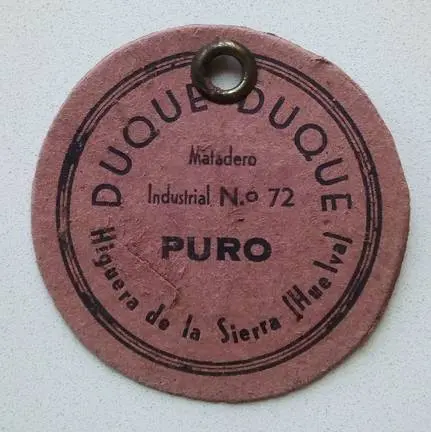 DUQUE DUQUE
Matadero
Industrial N.o 72
PURO
Higuera de la Sierra (Huelva)